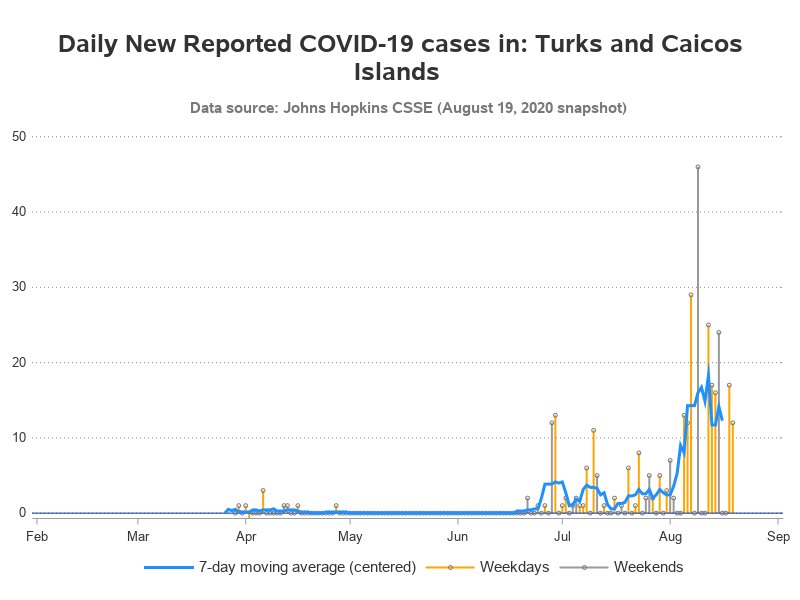 Daily New Reported COVID-19 cases in: Turks and Caicos
Islands
Data source: Johns Hopkins CSSE (August 19, 2020 snapshot)
50
40
30
20
10
0
Feb Mar Apr May Jun Jul Aug Sep
7-day moving average (centered) Weekdays Weekends